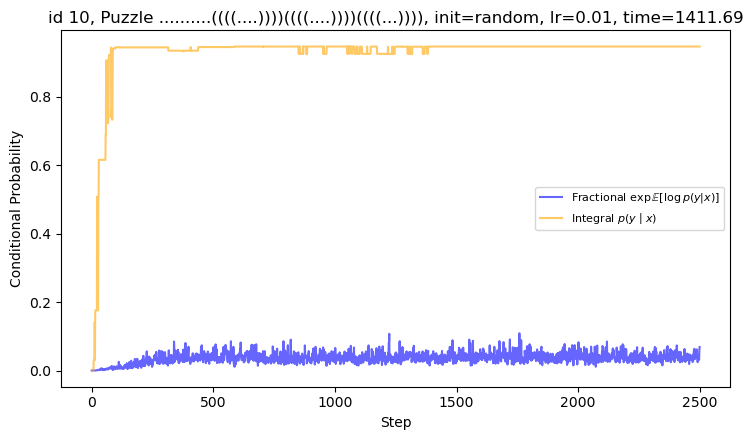 id 10, Puzzle ..........((((....))))((((....))))((((...)))), init=random, lr=0.01, time=1411.69
Conditional Probability
0.8
0.6
0.4
0.2
0.0
Fractional exp𝔼[log p(y|x)]
Integral p(y | x)
0 500 1000 1500 2000 2500
Step